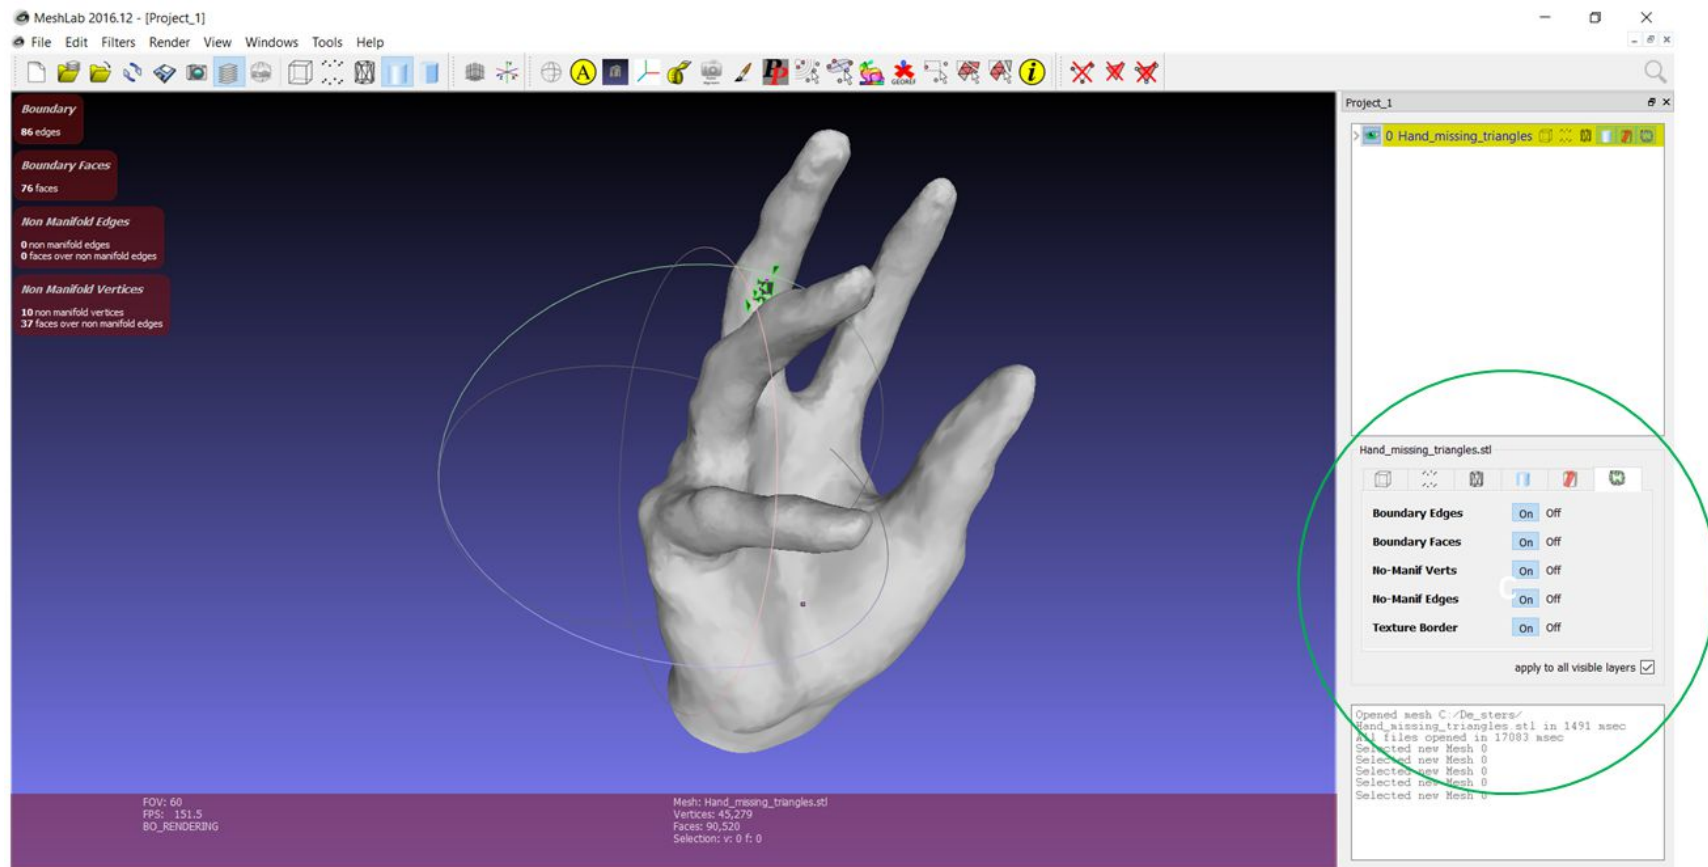 MeshLab 2016.12 - [Project_1]
File Edit Filters Render View Windows Tools Help
A
Pp
GEOREF
i
Boundary
86 edges
Boundary Faces
76 faces
Non Manifold Edges
0 non manifold edges
0 faces over non manifold edges
Non Manifold Vertices
10 non manifold vertices
37 faces over non manifold edges
Project_1
0 Hand_missing_triangles
Hand_missing_triangles.stl
Boundary Edges On Off
Boundary Faces On Off
No-Manif Verts On Off
C
No-Manif Edges On Off
Texture Border On Off
apply to all visible layers
Opened mesh C:/De_sters/
Hand_missing_triangles.stl in 1491 msec
All files opened in 17083 msec
Selected new Mesh 0
Selected new Mesh 0
Selected new Mesh 0
Selected new Mesh 0
Selected new Mesh 0
FOV: 60
FPS: 151.5
BO_RENDERING
Mesh: Hand_missing_triangles.stl
Vertices: 45,279
Faces: 90,520
Selection: v: 0 f: 0